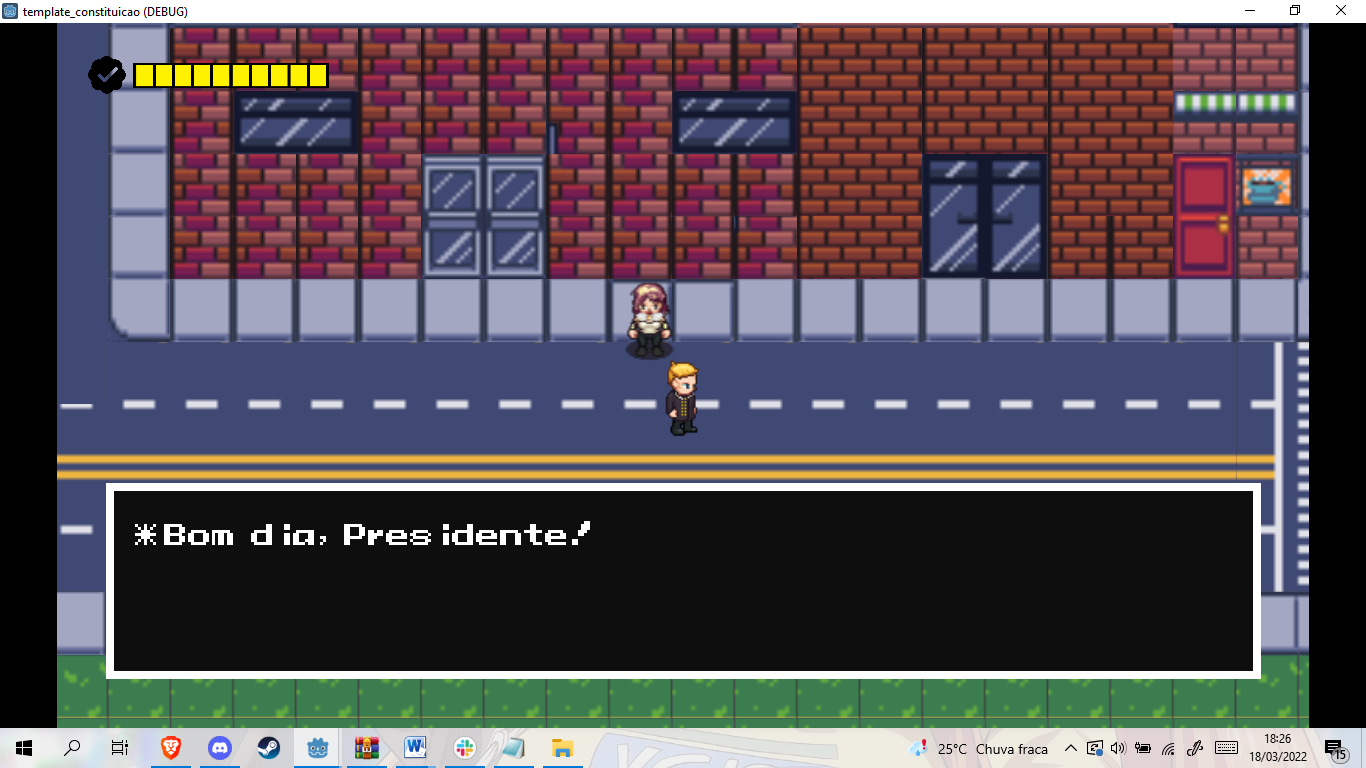 template_constituicao (DEBUG)
*Bom dia, Presidente!
25°C Chuva fraca
18:26
18/03/2022
15